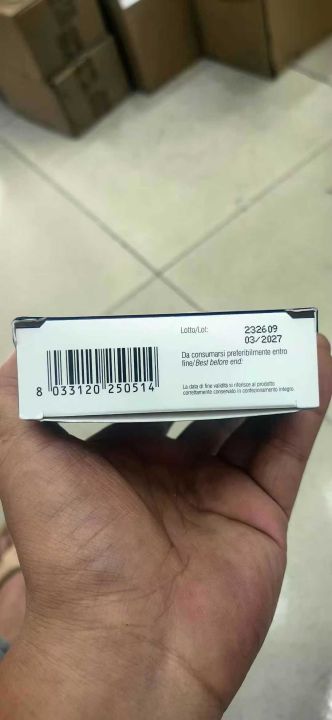 Lotto/Lot: 232609
03/2027
Da consumarsi preferibilmente entro
fine/Best before end:
La data di fine validità si riferisce al prodotto
correttamente conservato in confezionamento integro.
8 033120 250514